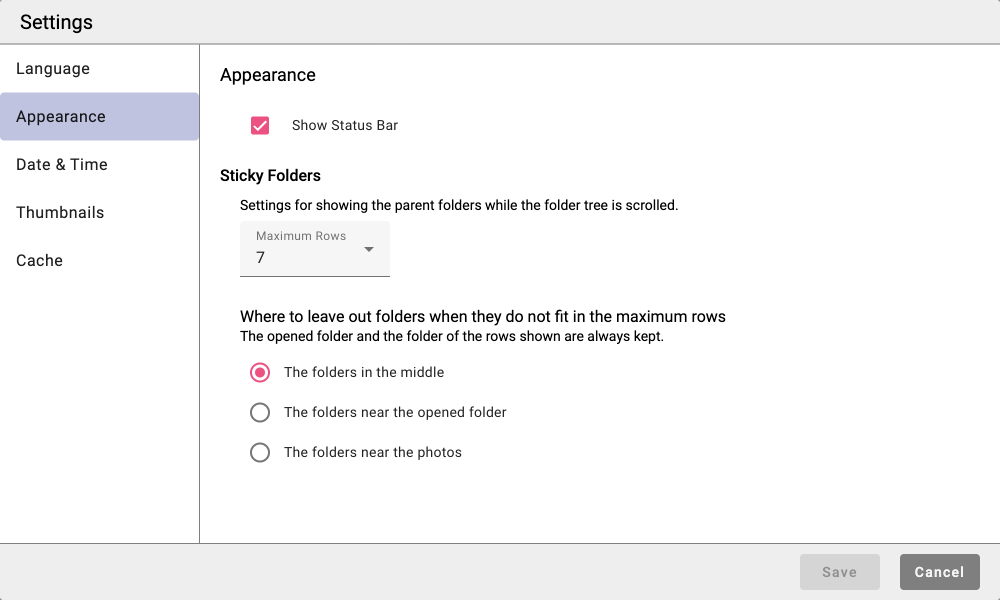 Settings
Language
Appearance
Date & Time
Thumbnails
Cache
Appearance
Show Status Bar
Sticky Folders
Settings for showing the parent folders while the folder tree is scrolled.
Maximum Rows
7
Where to leave out folders when they do not fit in the maximum rows
The opened folder and the folder of the rows shown are always kept.
The folders in the middle
The folders near the opened folder
The folders near the photos
Save
Cancel